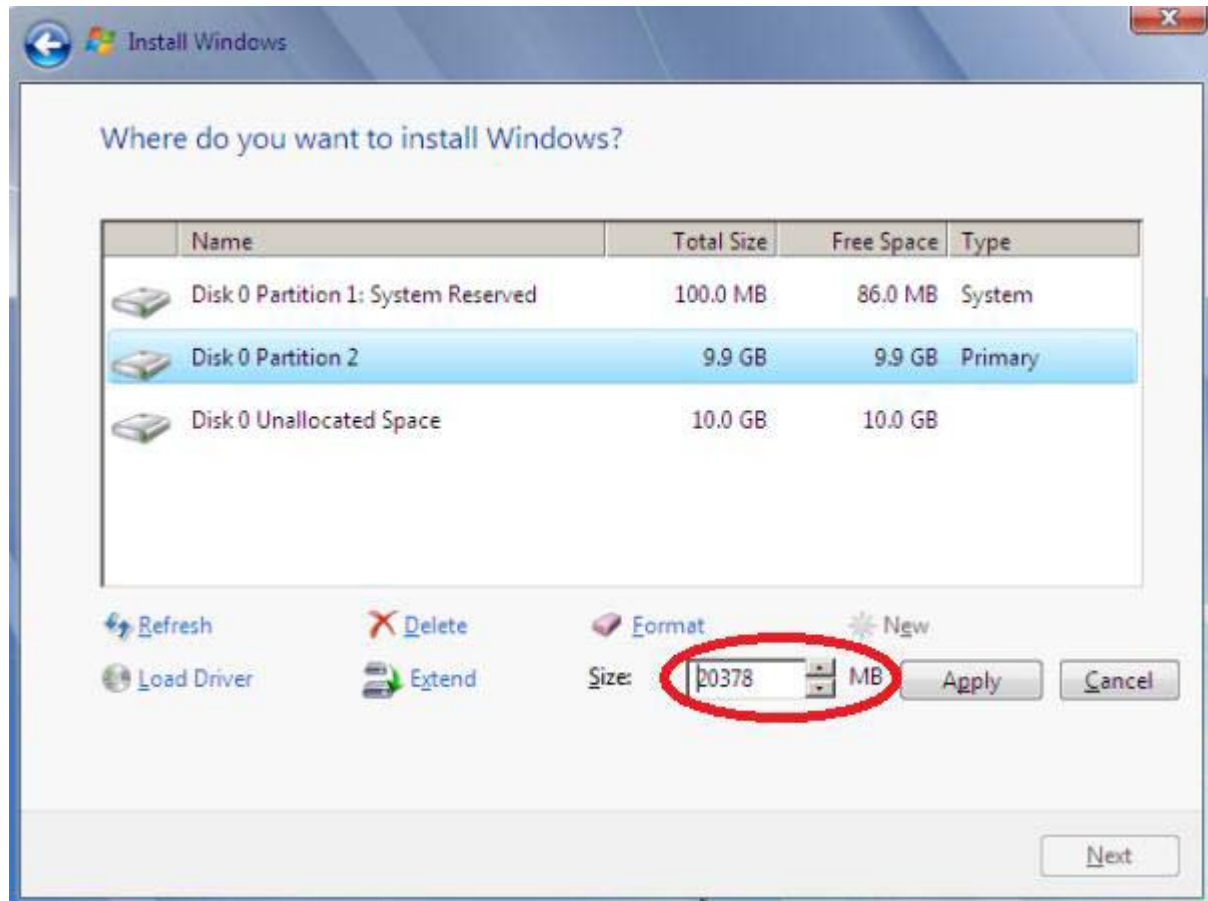 Install Windows
Where do you want to install Windows?
Name Total Size Free Space Type
Disk 0 Partition 1: System Reserved 100.0 MB 86.0 MB System
Disk 0 Partition 2 9.9 GB 9.9 GB Primary
Disk 0 Unallocated Space 10.0 GB 10.0 GB
Refresh Delete Format New
Load Driver Extend Size: 20378 MB Apply Cancel
Next